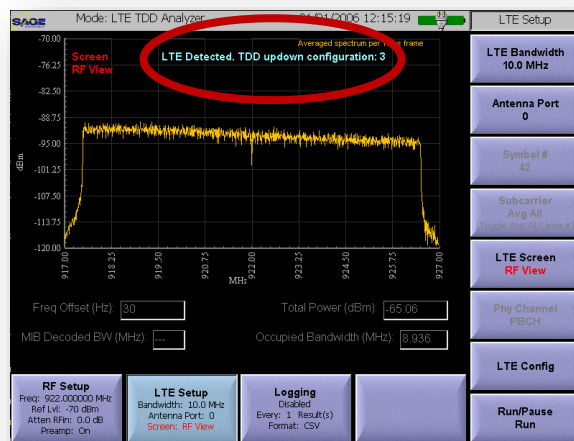 SAGE
Mode: LTE TDD Analyzer
01/01/2006 12:15:19
LTE Setup
Averaged spectrum per frame
Screen
RF View
LTE Detected. TDD updown configuration: 3
-70.00
-76.25
-82.50
-88.75
-95.00
-101.25
-107.50
-113.75
-120.00
dBm
917.00
918.25
919.50
920.75
922.00
923.25
924.50
925.75
927.00
MHz
Freq Offset (Hz): 30
Total Power (dBm): -65.06
MIB Decoded BW (MHz): ---
Occupied Bandwidth (MHz): 8.936
LTE Bandwidth
10.0 MHz
Antenna Port
0
Symbol #
42
Subcarrier
Avg All
LTE Screen
RF View
Phy Channel
PBCH
LTE Config
Run/Pause
Run
RF Setup
Freq: 922.000000 MHz
Ref Lvl: -70 dBm
Atten RFin: 0.0 dB
Preamp: On
LTE Setup
Bandwidth: 10.0 MHz
Antenna Port: 0
Screen: RF View
Logging
Disabled
Every: 1 Result(s)
Format: CSV